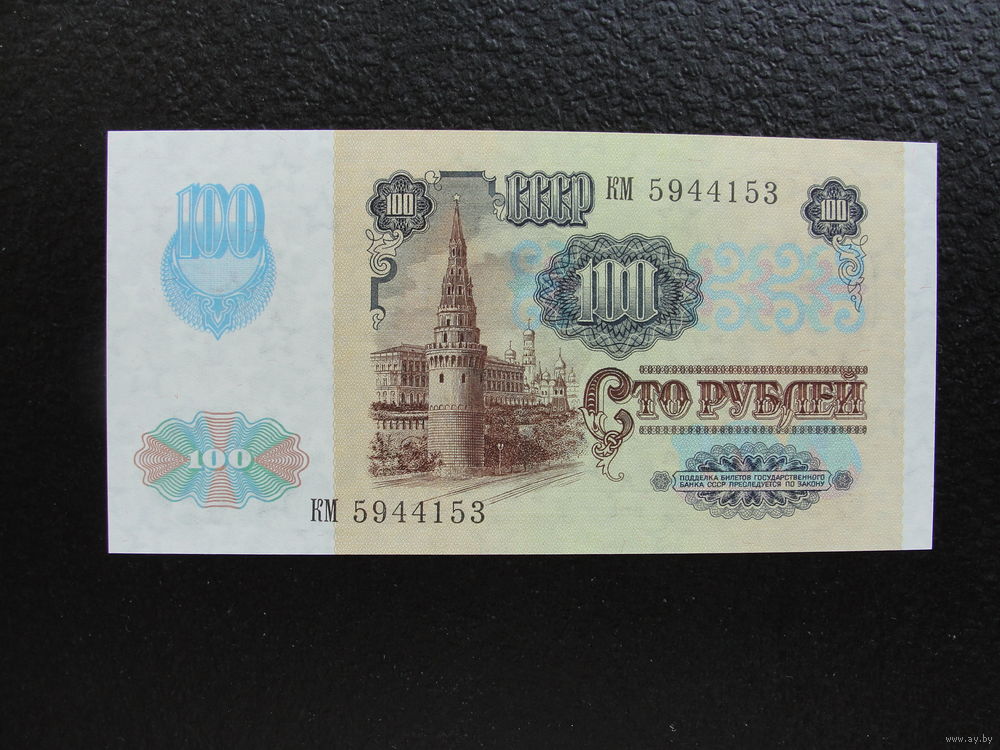 100
100
СССР КМ 5944153
100
100
СТО РУБЛЕЙ
100
ПОДДЕЛКА БИЛЕТОВ ГОСУДАРСТВЕННОГО
БАНКА СССР ПРЕСЛЕДУЕТСЯ ПО ЗАКОНУ
КМ 5944153
www.ay.by